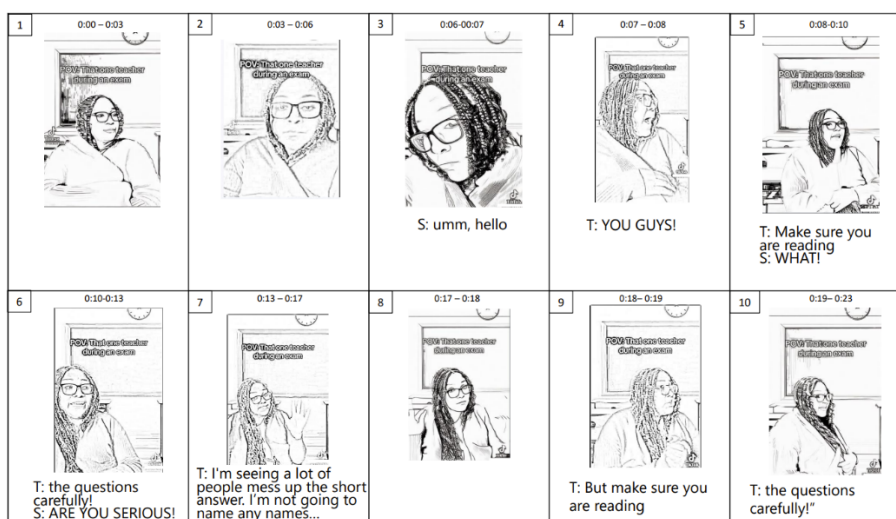 1
0:00 – 0:03
POV: That one teacher
during an exam
2
0:03 – 0:06
POV: That one teacher
during an exam
3
0:06-00:07
POV: That one teacher
during an exam
S: umm, hello
4
0:07 – 0:08
POV: That one teacher
during an exam
T: YOU GUYS!
5
0:08-0:10
POV: That one teacher
during an exam
T: Make sure you
are reading
S: WHAT!
6
0:10-0:13
POV: That one teacher
during an exam
T: the questions
carefully!
S: ARE YOU SERIOUS!
7
0:13 – 0:17
POV: That one teacher
during an exam
T: I'm seeing a lot of
people mess up the short
answer. I'm not going to
name any names...
8
0:17 – 0:18
POV: That one teacher
during an exam
9
0:18– 0:19
POV: That one teacher
during an exam
T: But make sure you
are reading
10
0:19– 0:23
POV: That one teacher
during an exam
T: the questions
carefully!"